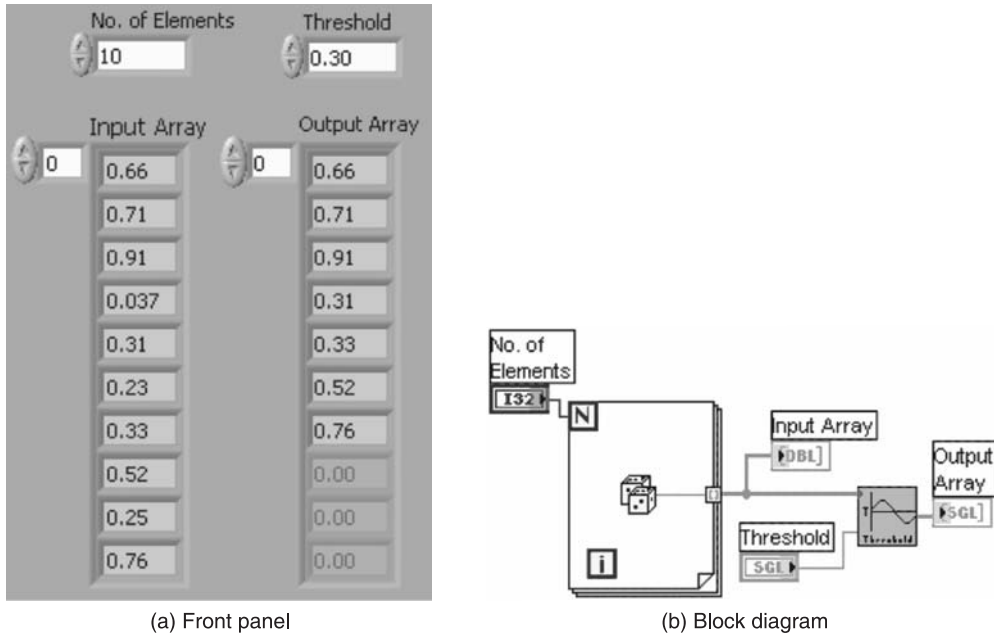 No. of Elements
Threshold
10
0.30
Input Array
Output Array
0
0
0.66
0.66
0.71
0.71
0.91
0.91
0.037
0.31
0.31
0.33
0.23
0.52
0.33
0.76
0.52
0.00
0.25
0.00
0.76
0.00
(a) Front panel
No. of
Elements
I32
N
i
Input Array
DBL]
Threshold
SGL
T
Threshold
Output
Array
SGL]
(b) Block diagram